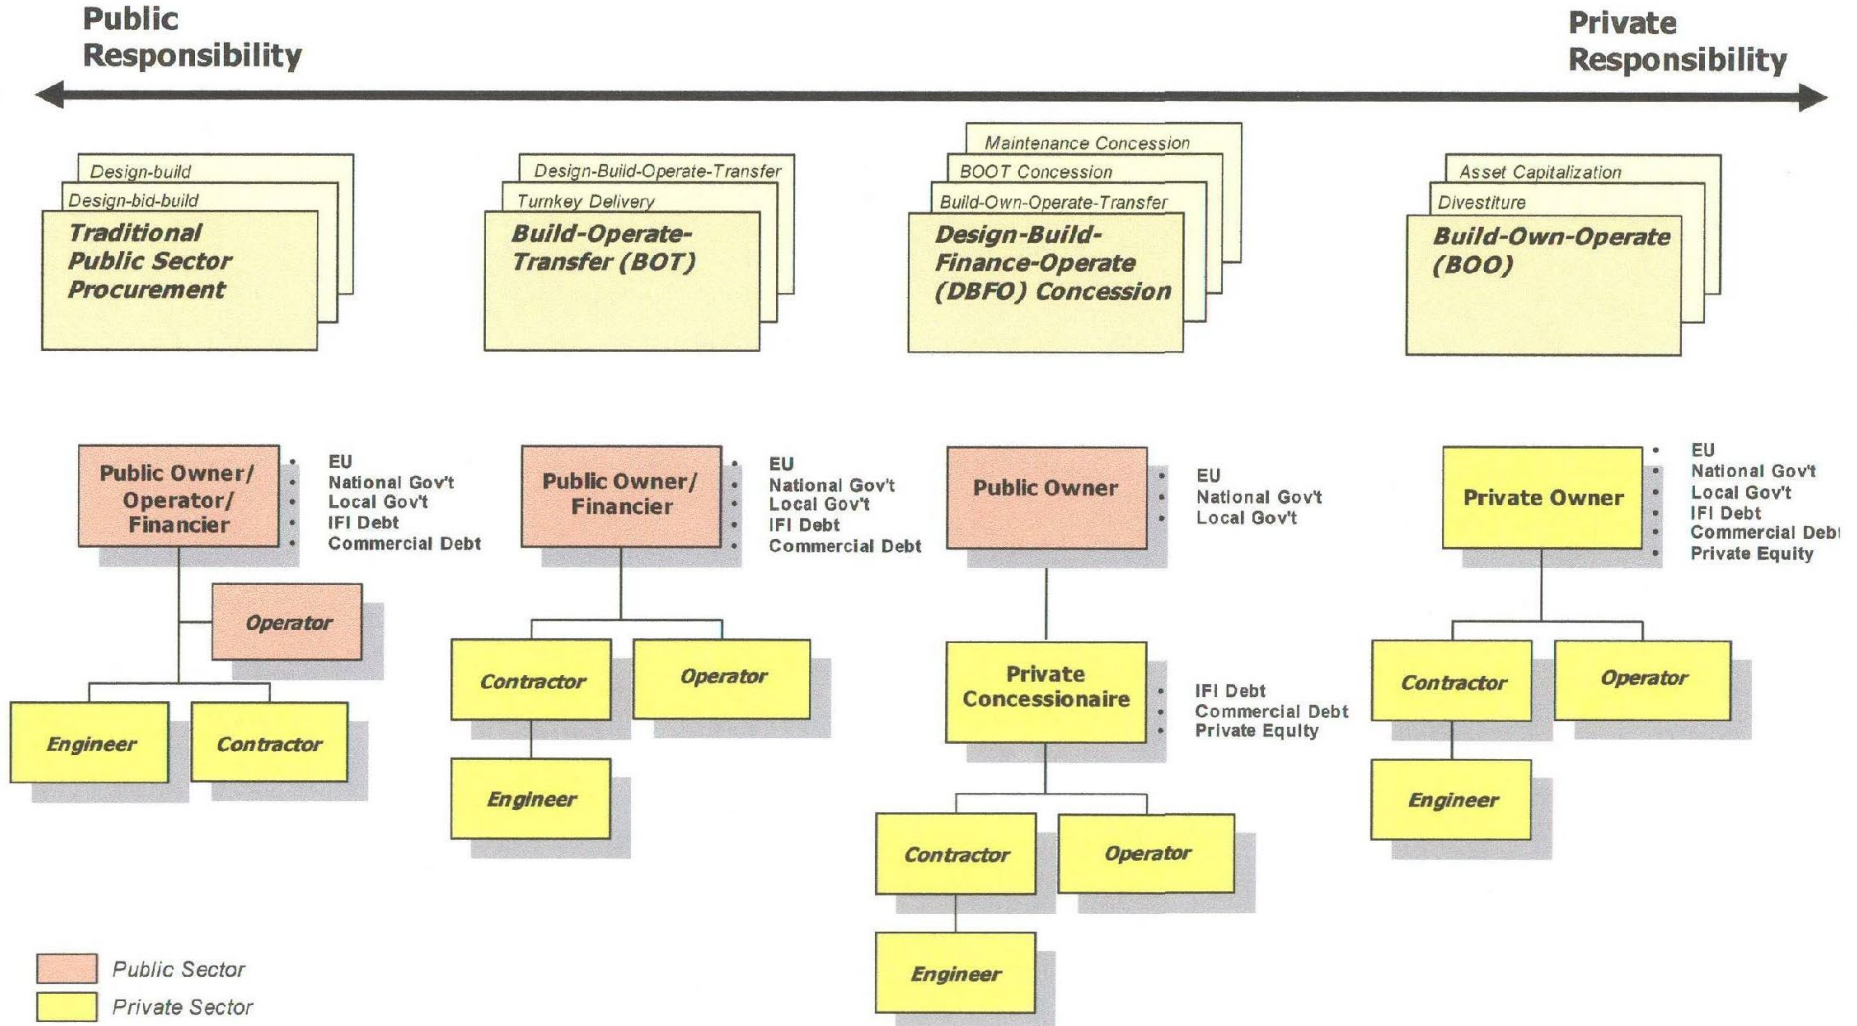 Public
Responsibility
Private
Responsibility
Design-build
Design-bid-build
Traditional
Public Sector
Procurement
Design-Build-Operate-Transfer
Turnkey Delivery
Build-Operate-
Transfer (BOT)
Maintenance Concession
BOOT Concession
Build-Own-Operate-Transfer
Design-Build-
Finance-Operate
(DBFO) Concession
Asset Capitalization
Divestiture
Build-Own-Operate
(BOO)
Public Owner/
Operator/
Financier
• EU
• National Gov't
• Local Gov't
• IFI Debt
• Commercial Debt
Operator
Engineer
Contractor
Public Owner/
Financier
• EU
• National Gov't
• Local Gov't
• IFI Debt
• Commercial Debt
Contractor
Operator
Engineer
Public Owner
• EU
• National Gov't
• Local Gov't
Private
Concessionaire
• IFI Debt
• Commercial Debt
• Private Equity
Contractor
Operator
Engineer
Private Owner
• EU
• National Gov't
• Local Gov't
• IFI Debt
• Commercial Debt
• Private Equity
Contractor
Operator
Engineer
Public Sector
Private Sector